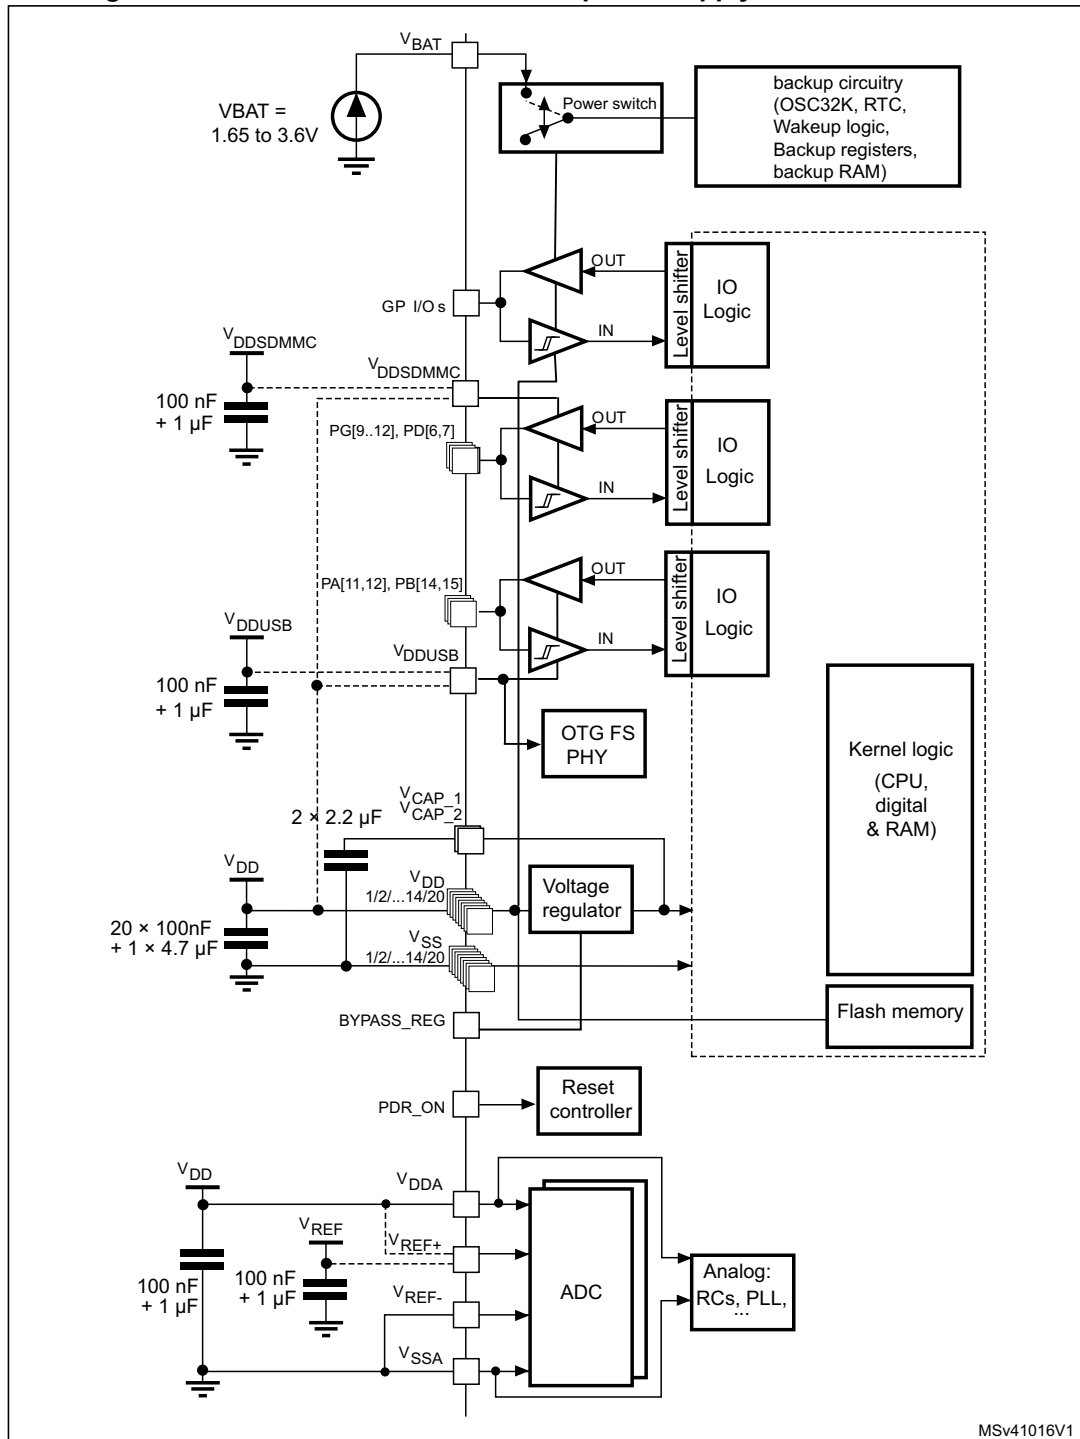 VBAT
VBAT =
1.65 to 3.6V
Power switch
backup circuitry
(OSC32K, RTC,
Wakeup logic,
Backup registers,
backup RAM)
OUT
IN
GP I/Os
Level shifter
IO
Logic
VDDSDMMC
100 nF
+ 1 µF
VDDSDMMC
PG[9..12], PD[6,7]
OUT
IN
Level shifter
IO
Logic
PA[11,12], PB[14,15]
OUT
IN
Level shifter
IO
Logic
VDDUSB
100 nF
+ 1 µF
VDDUSB
OTG FS
PHY
Kernel logic
(CPU,
digital
& RAM)
VCAP_1
VCAP_2
2 × 2.2 µF
VDD
20 × 100nF
+ 1 × 4.7 µF
VDD
1/2/...14/20
Voltage
regulator
VSS
1/2/...14/20
BYPASS_REG
Flash memory
PDR_ON
Reset
controller
VDD
100 nF
+ 1 µF
VREF
100 nF
+ 1 µF
VDDA
VREF+
VREF-
VSSA
ADC
Analog:
RCs, PLL,
...
MSv41016V1